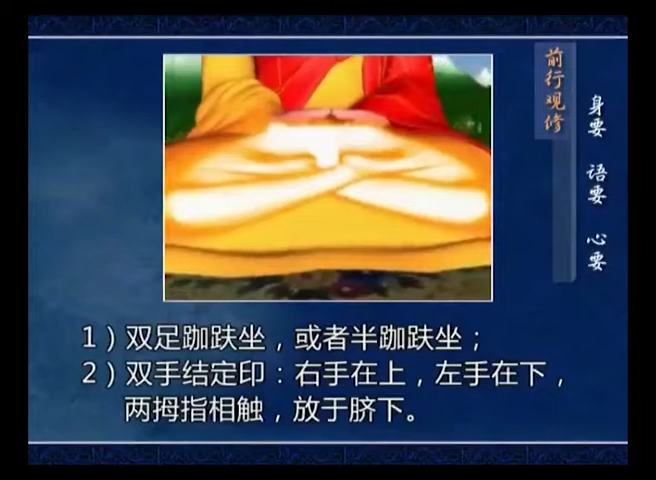 前行观修
身要 语要 心要
1）双足跏趺坐，或者半跏趺坐；
2）双手结定印：右手在上，左手在下，
两拇指相触，放于脐下。